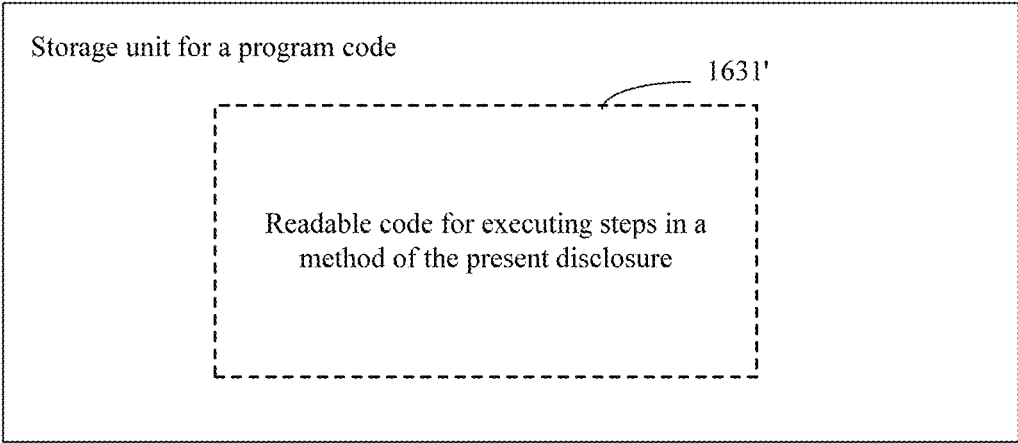 Storage unit for a program code
1631'
Readable code for executing steps in a
method of the present disclosure